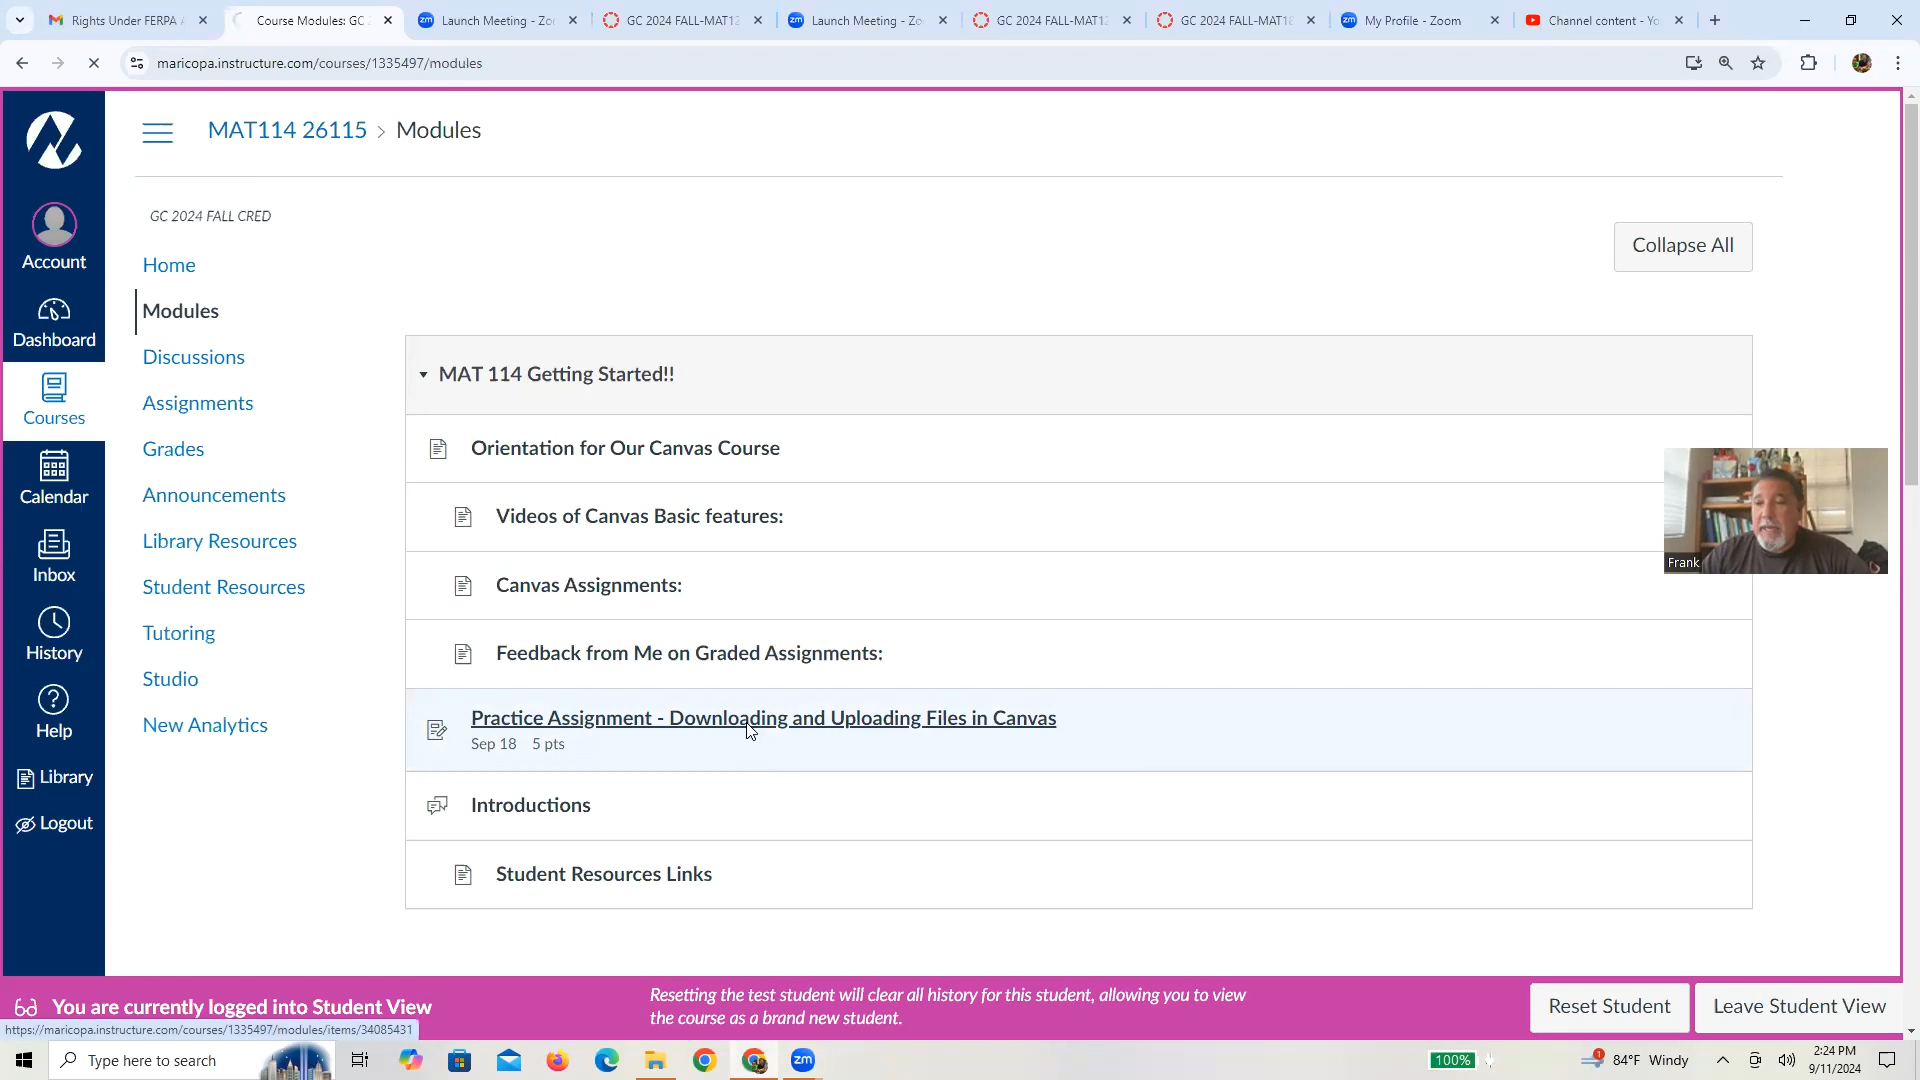 Rights Under FERPA A
Course Modules: GC 2
Launch Meeting - Zo
GC 2024 FALL-MAT12
Launch Meeting - Zo
GC 2024 FALL-MAT12
GC 2024 FALL-MAT18
My Profile - Zoom
Channel content - Yo
maricopa.instructure.com/courses/1335497/modules
MAT114 26115 > Modules
GC 2024 FALL CRED
Collapse All
Account
Dashboard
Courses
Calendar
Inbox
History
Help
Library
Logout
Home
Modules
Discussions
Assignments
Grades
Announcements
Library Resources
Student Resources
Tutoring
Studio
New Analytics
MAT 114 Getting Started!!
Orientation for Our Canvas Course
Videos of Canvas Basic features:
Canvas Assignments:
Feedback from Me on Graded Assignments:
Practice Assignment - Downloading and Uploading Files in Canvas
Sep 18 5 pts
Introductions
Student Resources Links
Frank
You are currently logged into Student View
Resetting the test student will clear all history for this student, allowing you to view
the course as a brand new student.
Reset Student
Leave Student View
https://maricopa.instructure.com/courses/1335497/modules/items/34085431
Type here to search
zm
100%
1
84°F Windy
2:24 PM
9/11/2024